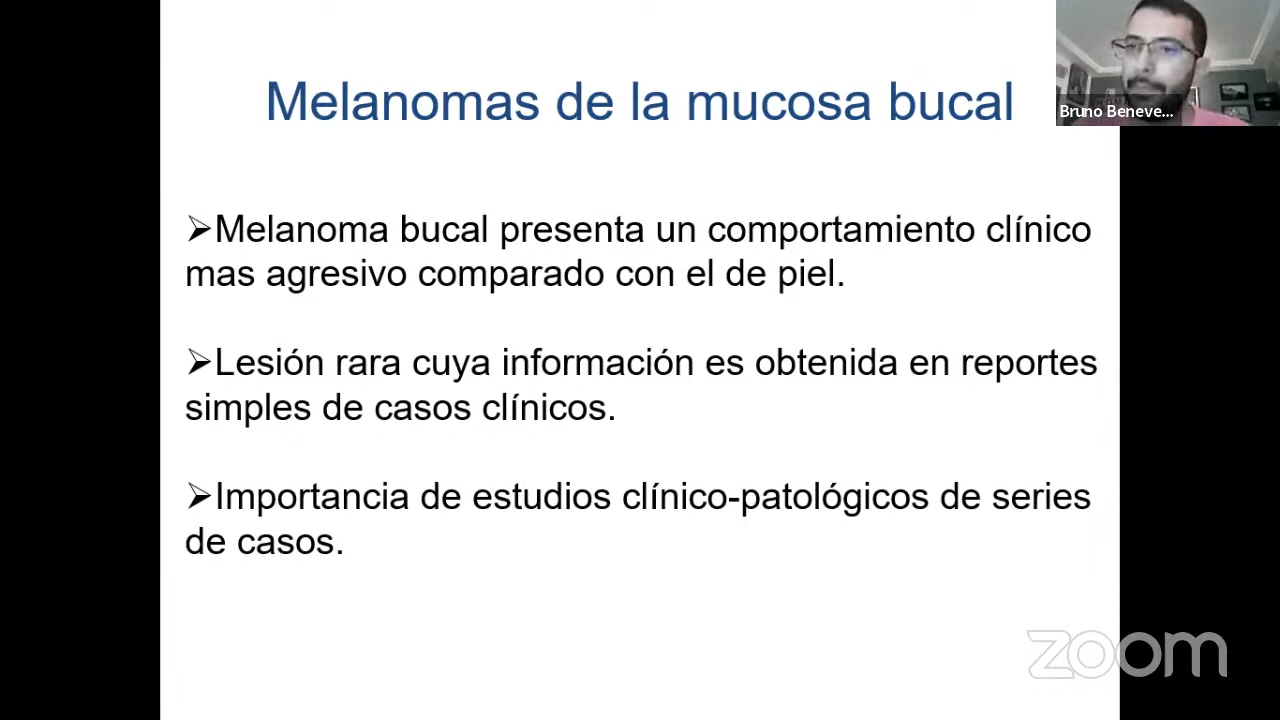 Melanomas de la mucosa bucal
Bruno Beneve...
➢Melanoma bucal presenta un comportamiento clínico
mas agresivo comparado con el de piel.
➢Lesión rara cuya información es obtenida en reportes
simples de casos clínicos.
➢Importancia de estudios clínico-patológicos de series
de casos.
zoom